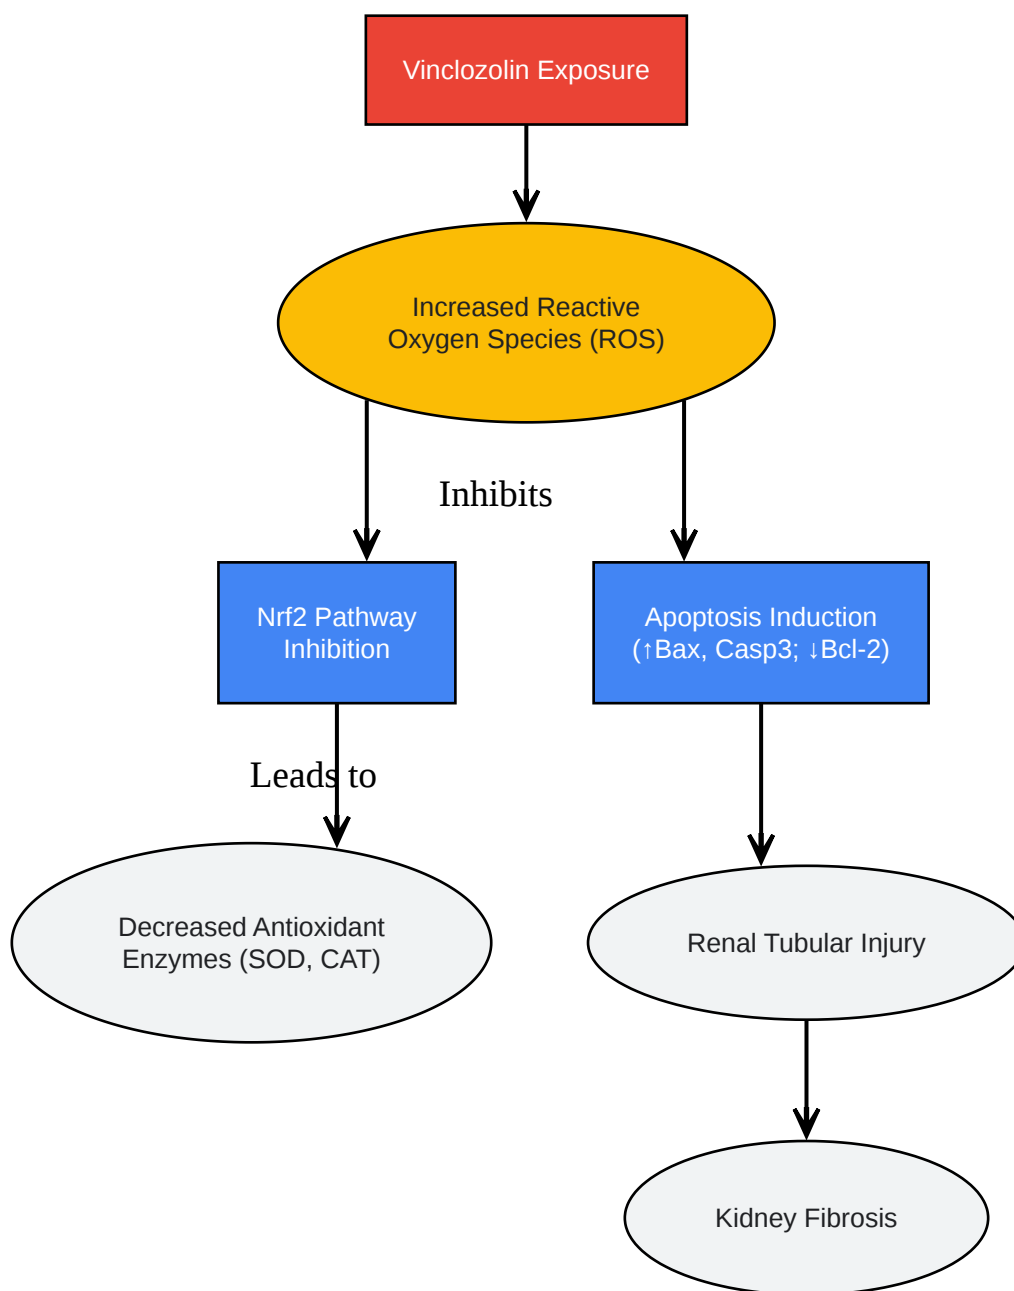 Vinclozolin Exposure
Increased Reactive
Oxygen Species (ROS)
Inhibits
Nrf2 Pathway
Inhibition
Apoptosis Induction
(↑Bax, Casp3; ↓Bcl-2)
Leads to
Decreased Antioxidant
Enzymes (SOD, CAT)
Renal Tubular Injury
Kidney Fibrosis